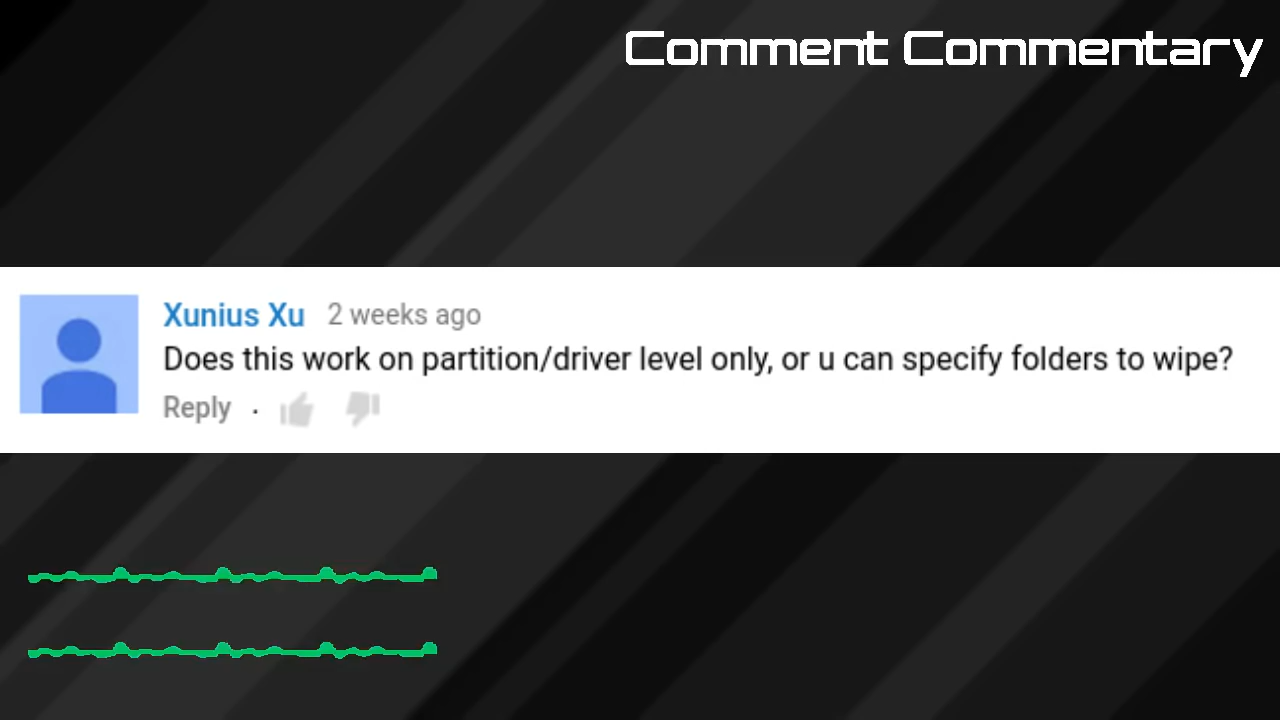 Comment Commentary
Xunius Xu 2 weeks ago
Does this work on partition/driver level only, or u can specify folders to wipe?
Reply ·